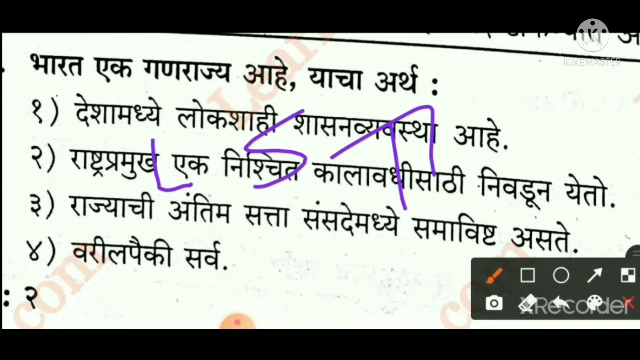 भारत एक गणराज्य आहे, याचा अर्थ :
१) देशामध्ये लोकशाही शासनव्यवस्था आहे.
२) राष्ट्रप्रमुख एक निश्चित कालावधीसाठी निवडून येतो.
३) राज्याची अंतिम सत्ता संसदेमध्ये समाविष्ट असते.
४) वरीलपैकी सर्व.
: २
Recorder